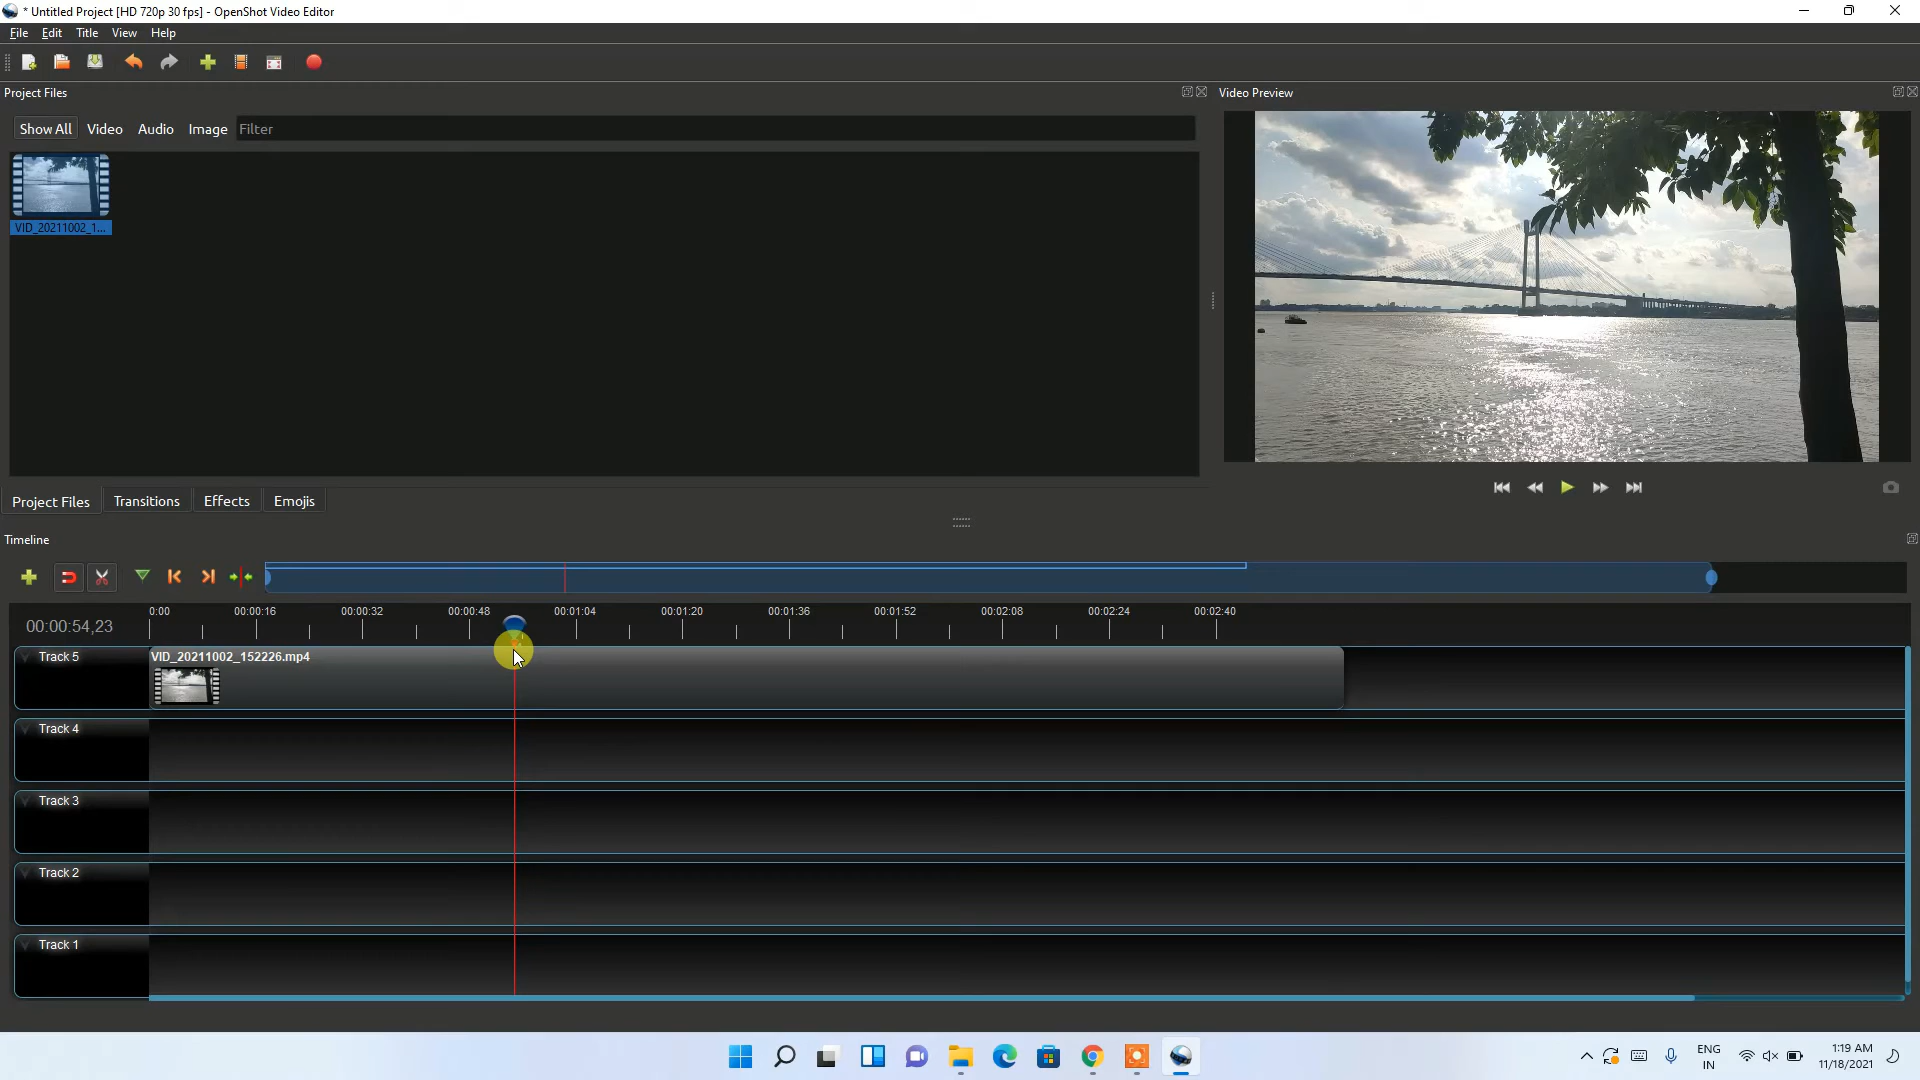 * Untitled Project [HD 720p 30 fps] - OpenShot Video Editor
File Edit Title View Help
Project Files
Video Preview
Show All Video Audio Image Filter
VID_20211002_1...
Project Files Transitions Effects Emojis
Timeline
0:00 00:00:16 00:00:32 00:00:48 00:01:04 00:01:20 00:01:36 00:01:52 00:02:08 00:02:24 00:02:40
00:00:54,23
Track 5
VID_20211002_152226.mp4
Track 4
Track 3
Track 2
Track 1
ENG
IN
1:19 AM
11/18/2021